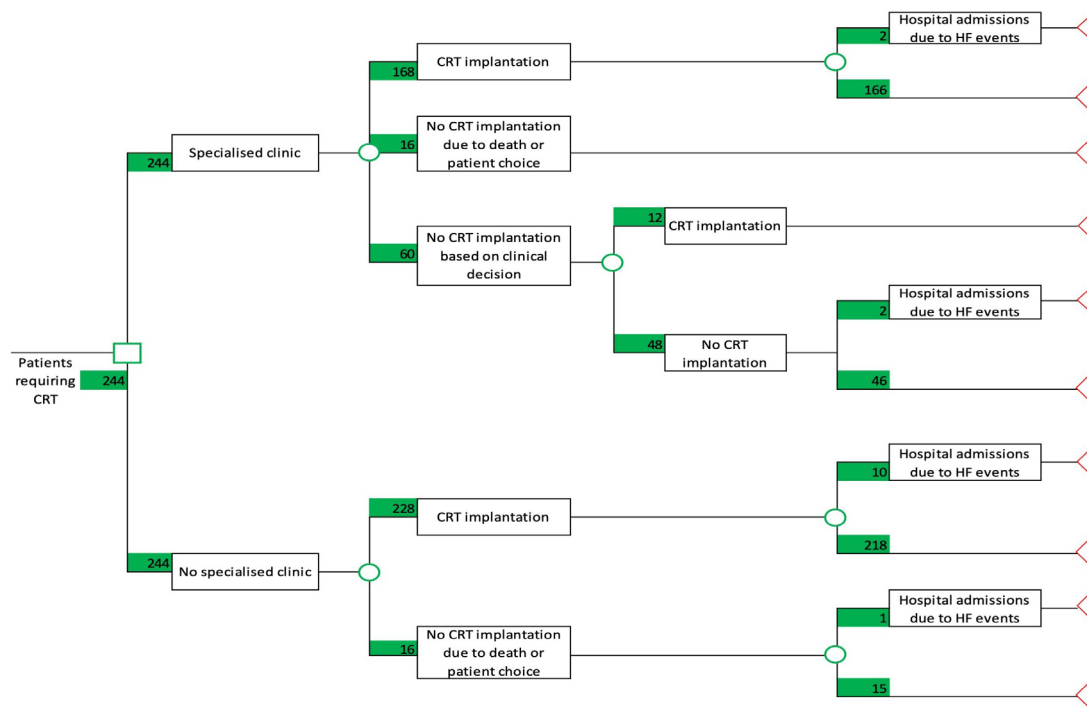 Hospital admissions
due to HF events
2
CRT implantation
168
166
No CRT implantation
due to death or
patient choice
16
Specialised clinic
244
12
CRT implantation
No CRT implantation
based on clinical
decision
60
Hospital admissions
due to HF events
2
No CRT
implantation
48
46
Patients
requiring
CRT
244
Hospital admissions
due to HF events
10
228
CRT implantation
218
244
No specialised clinic
Hospital admissions
due to HF events
1
No CRT implantation
due to death or
patient choice
16
15